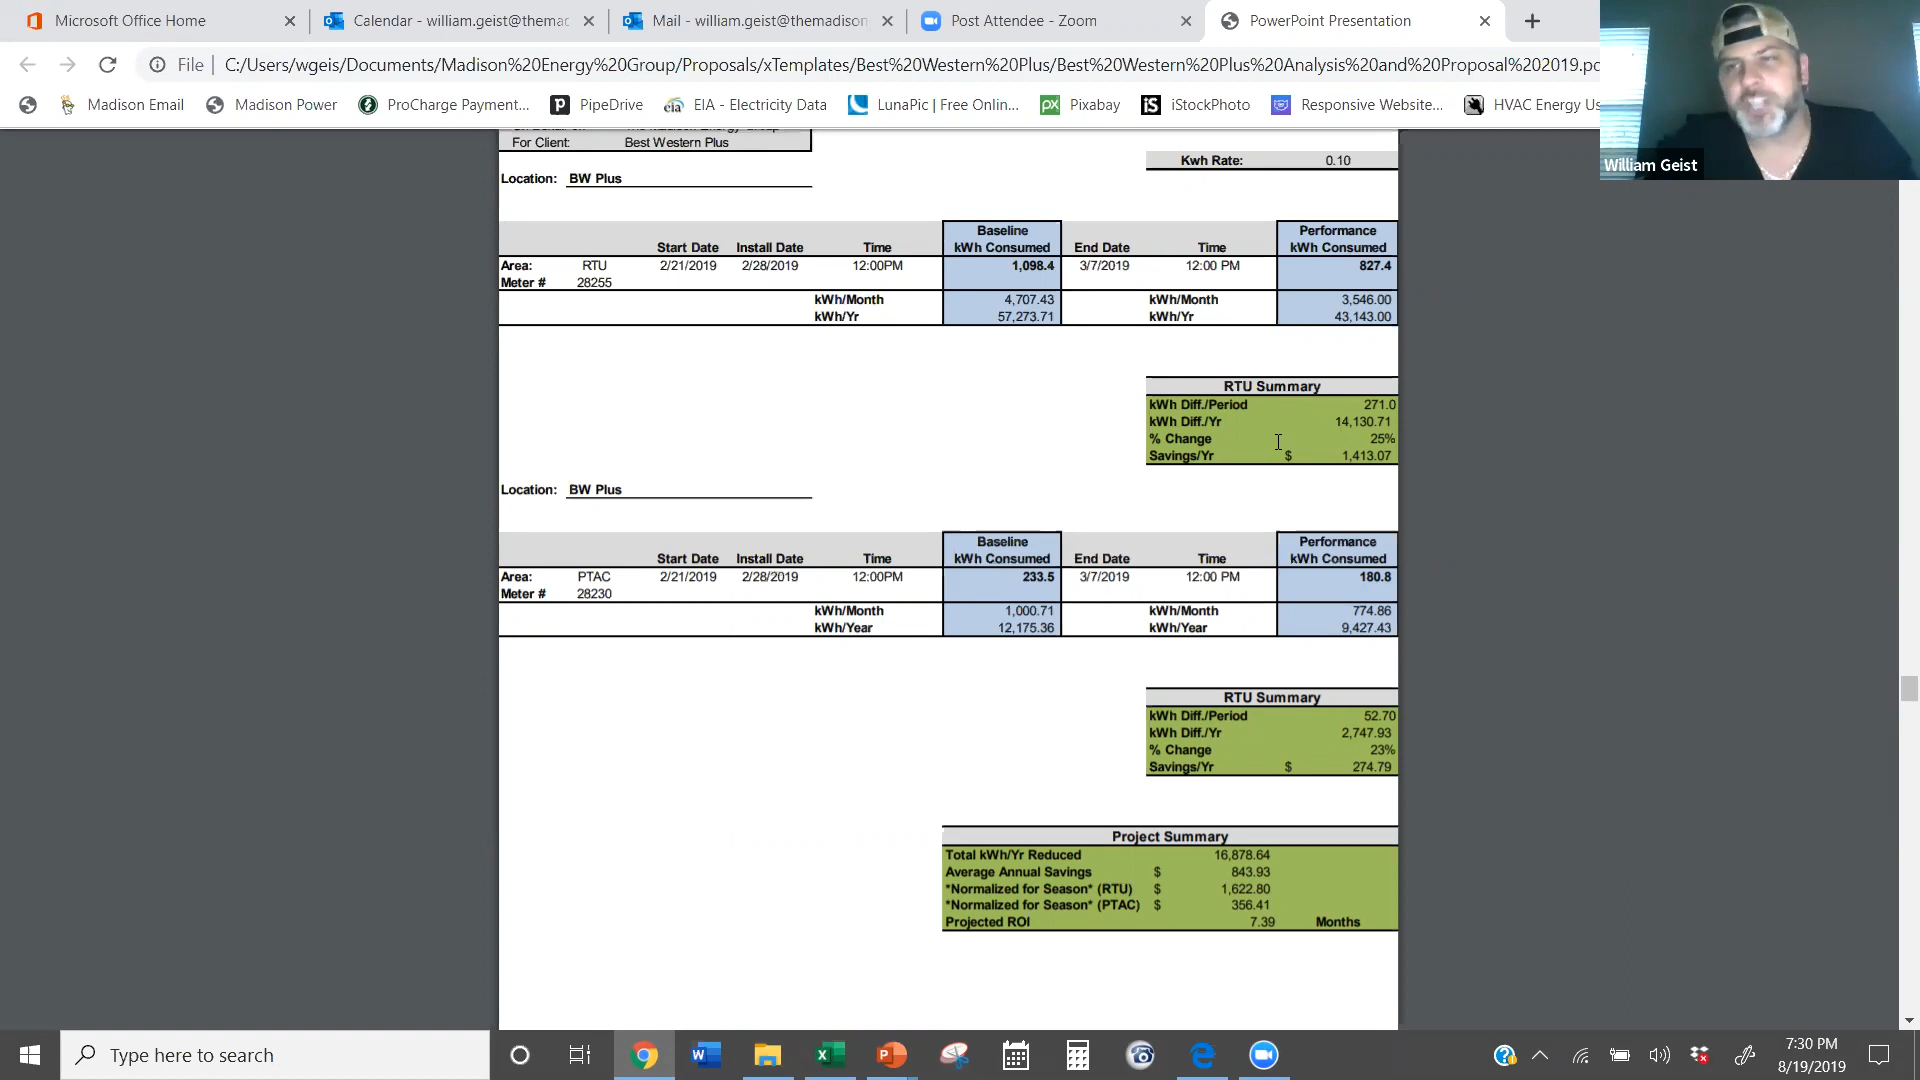 Microsoft Office Home
Calendar - william.geist@themad
Mail - william.geist@themadison
Post Attendee - Zoom
PowerPoint Presentation
File
C:/Users/wgeis/Documents/Madison%20Energy%20Group/Proposals/xTemplates/Best%20Western%20Plus/Best%20Western%20Plus%20Analysis%20and%20Proposal%202019.pd
Madison Email
Madison Power
ProCharge Payment...
PipeDrive
EIA - Electricity Data
LunaPic | Free Onlin...
Pixabay
iStockPhoto
Responsive Website...
HVAC Energy Us
William Geist
For Client: Best Western Plus
Kwh Rate: 0.10
Location: BW Plus
Baseline Performance
Start Date Install Date Time kWh Consumed End Date Time kWh Consumed
Area: RTU 2/21/2019 2/28/2019 12:00PM 1,098.4 3/7/2019 12:00 PM 827.4
Meter # 28255
kWh/Month 4,707.43 kWh/Month 3,546.00
kWh/Yr 57,273.71 kWh/Yr 43,143.00
RTU Summary
kWh Diff./Period 271.0
kWh Diff./Yr 14,130.71
% Change 25%
Savings/Yr $ 1,413.07
Location: BW Plus
Baseline Performance
Start Date Install Date Time kWh Consumed End Date Time kWh Consumed
Area: PTAC 2/21/2019 2/28/2019 12:00PM 233.5 3/7/2019 12:00 PM 180.8
Meter # 28230
kWh/Month 1,000.71 kWh/Month 774.86
kWh/Year 12,175.36 kWh/Year 9,427.43
RTU Summary
kWh Diff./Period 52.70
kWh Diff./Yr 2,747.93
% Change 23%
Savings/Yr $ 274.79
Project Summary
Total kWh/Yr Reduced 16,878.64
Average Annual Savings $ 843.93
*Normalized for Season* (RTU) $ 1,622.80
*Normalized for Season* (PTAC) $ 356.41
Projected ROI 7.39 Months
Type here to search
7:30 PM
8/19/2019